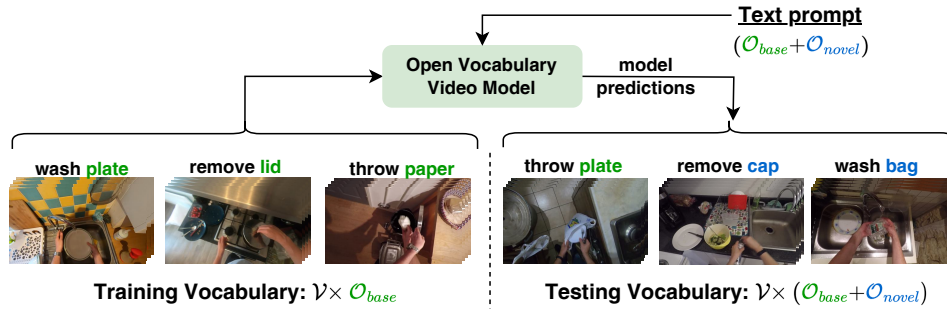 Text prompt
(𝒪base+𝒪novel)
Open Vocabulary
Video Model
model
predictions
wash plate
remove lid
throw paper
throw plate
remove cap
wash bag
Training Vocabulary: 𝒱× 𝒪base
Testing Vocabulary: 𝒱× (𝒪base+𝒪novel)